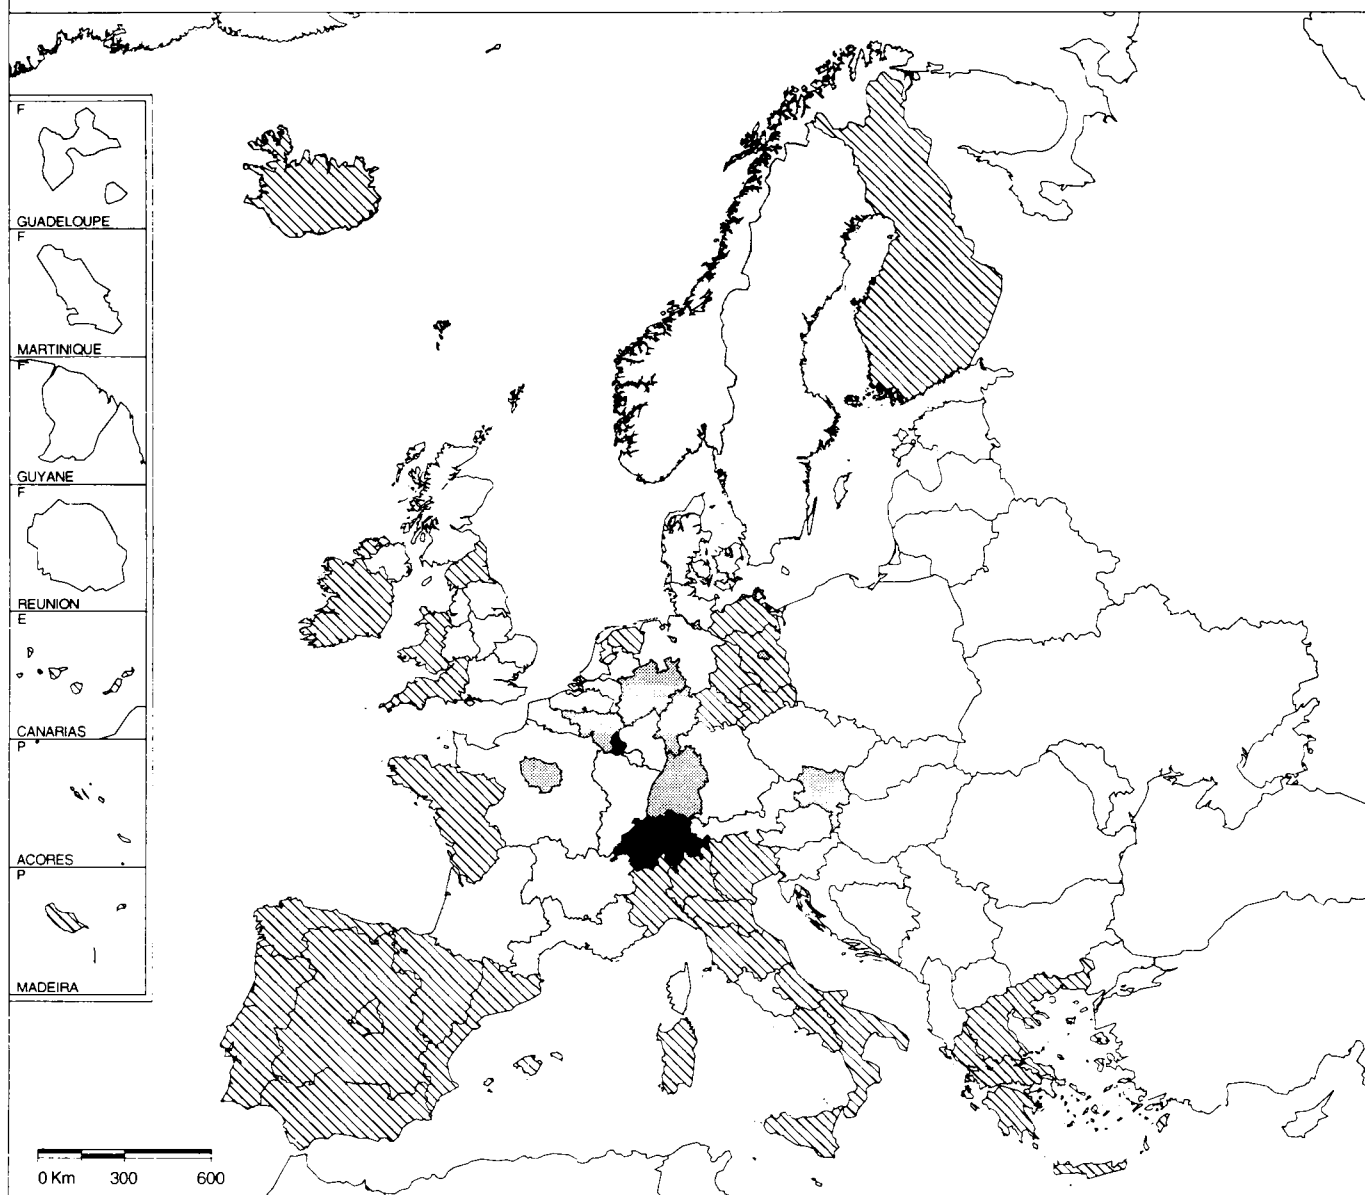 F
GUADELOUPE
F
MARTINIQUE
F
GUYANE
F
REUNION
E
CANARIAS
P
ACORES
P
MADEIRA
0 Km 300 600